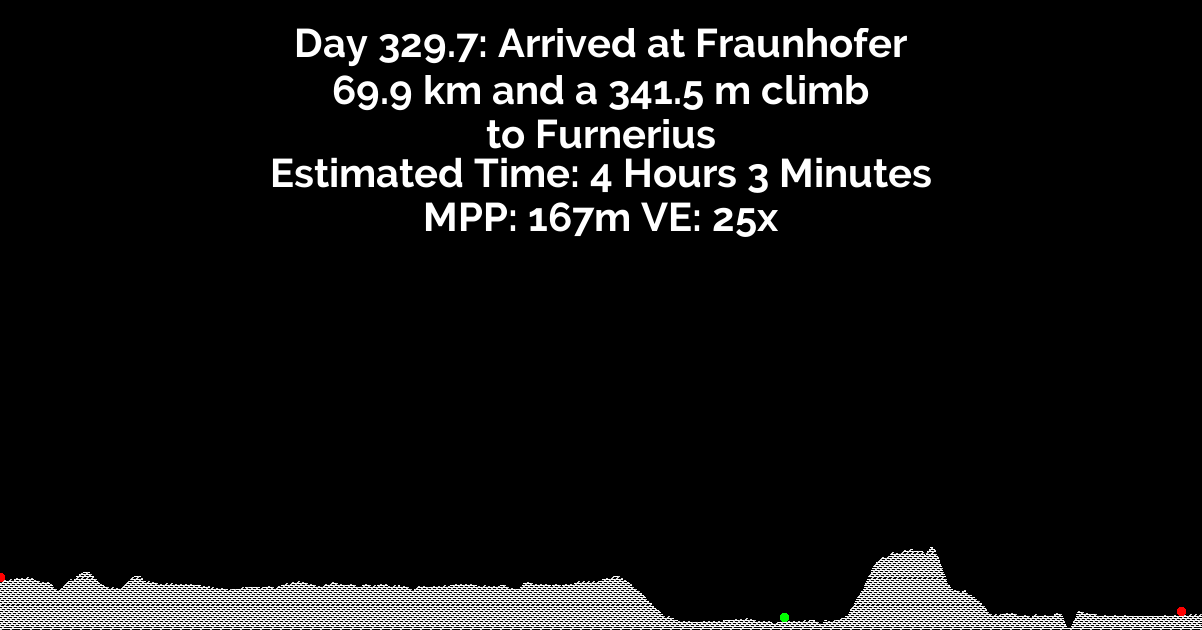 Day 329.7: Arrived at Fraunhofer
69.9 km and a 341.5 m climb
to Furnerius
Estimated Time: 4 Hours 3 Minutes
MPP: 167m VE: 25x